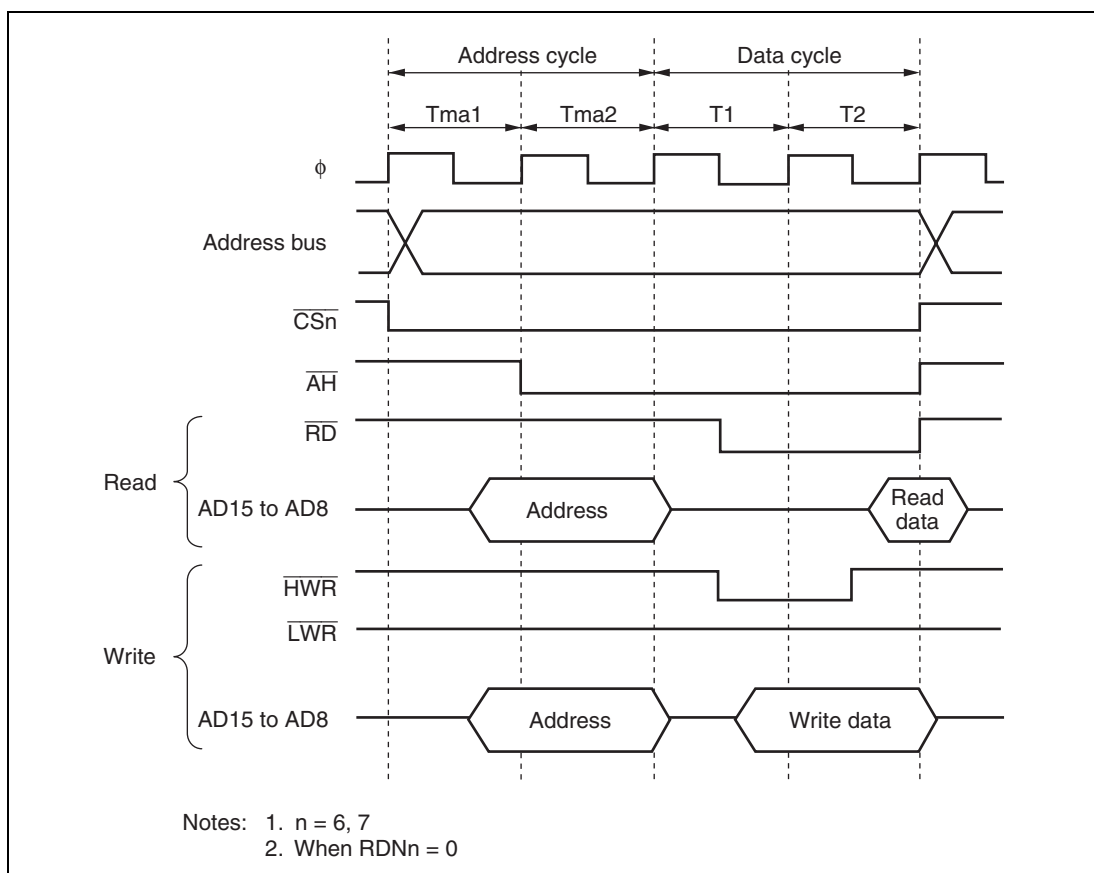 Address cycle Data cycle
Tma1 Tma2 T1 T2
ϕ
Address bus
CSn
AH
RD
Read
AD15 to AD8 Address Read data
HWR
LWR
Write
AD15 to AD8 Address Write data
Notes: 1. n = 6, 7
2. When RDNn = 0